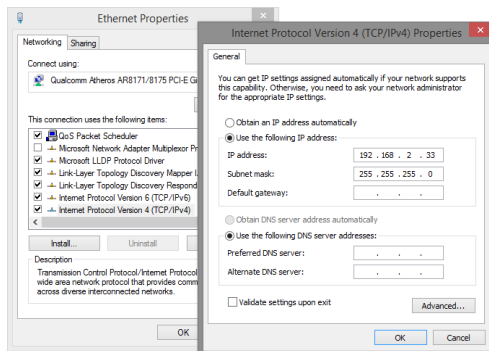 Ethernet Properties
Networking
Sharing
Connect using:
Qualcomm Atheros AR8171/8175 PCI-E Gi
This connection uses the following items:
QoS Packet Scheduler
Microsoft Network Adapter Multiplexor Pr
Microsoft LLDP Protocol Driver
Link-Layer Topology Discovery Mapper I
Link-Layer Topology Discovery Respond
Internet Protocol Version 6 (TCP/IPv6)
Internet Protocol Version 4 (TCP/IPv4)
Install...
Uninstall
Description
Transmission Control Protocol/Internet Protocol
wide area network protocol that provides comm
across diverse interconnected networks.
OK
Internet Protocol Version 4 (TCP/IPv4) Properties
General
You can get IP settings assigned automatically if your network supports
this capability. Otherwise, you need to ask your network administrator
for the appropriate IP settings.
Obtain an IP address automatically
Use the following IP address:
IP address:
192 . 168 . 2 . 33
Subnet mask:
255 . 255 . 255 . 0
Default gateway:
. . .
Obtain DNS server address automatically
Use the following DNS server addresses:
Preferred DNS server:
. . .
Alternate DNS server:
. . .
Validate settings upon exit
Advanced...
OK
Cancel